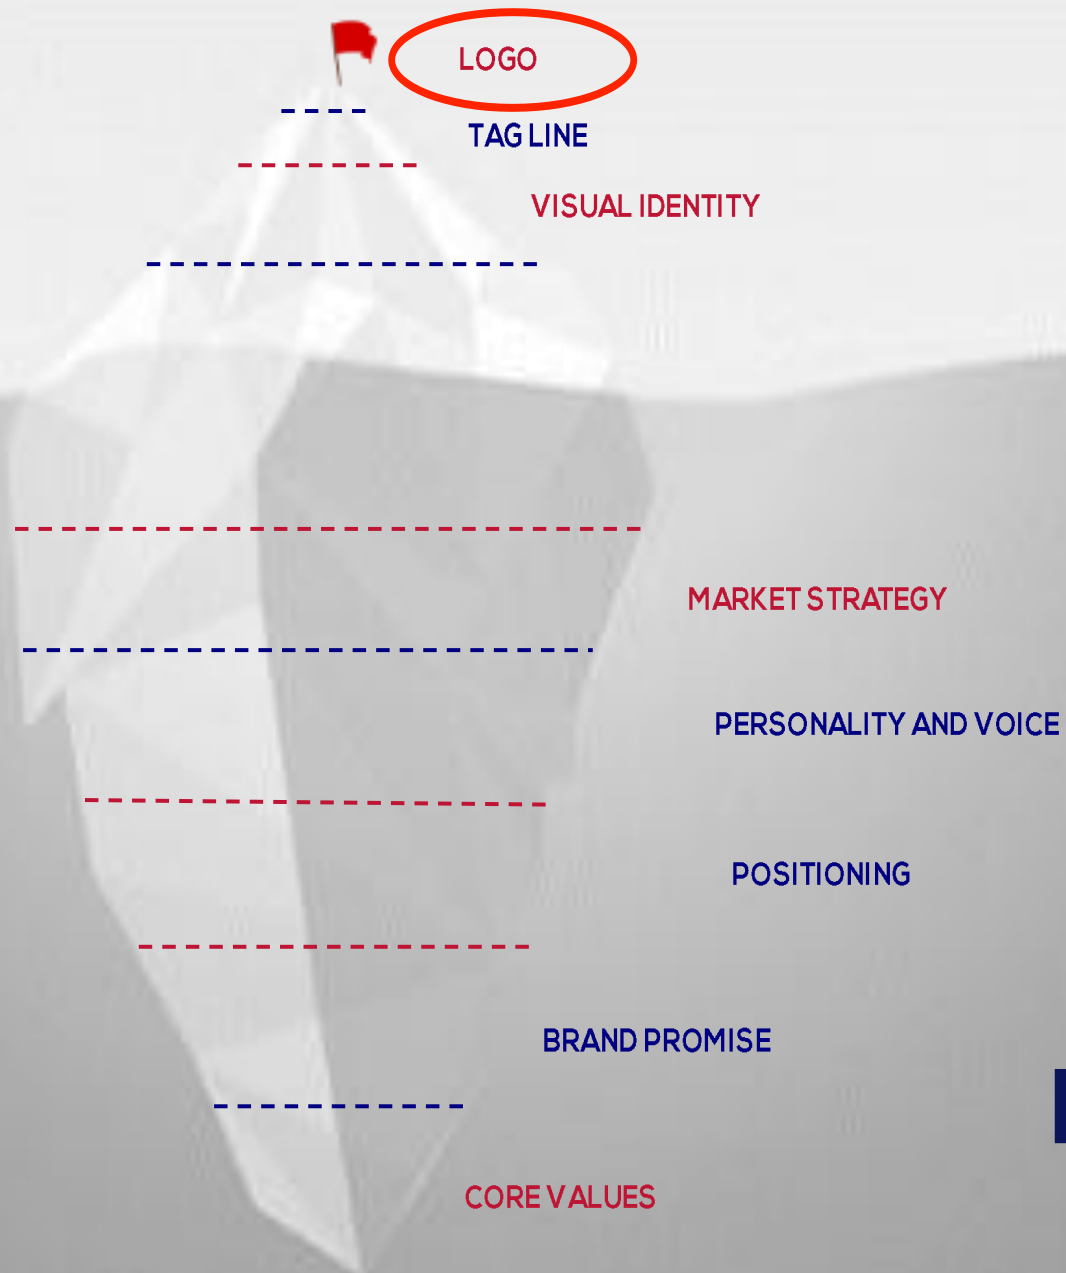 LOGO
TAG LINE
VISUAL IDENTITY
MARKET STRATEGY
PERSONALITY AND VOICE
POSITIONING
BRAND PROMISE
CORE VALUES